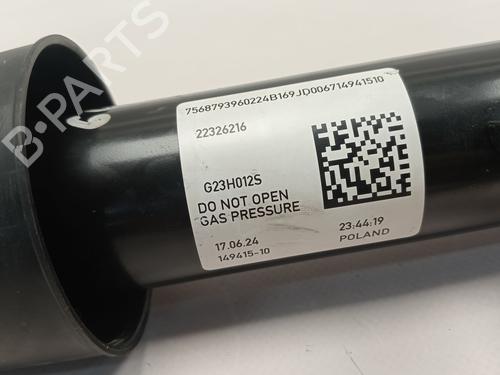 7568793960224B169JD006714941510
22326216
G23H012S
DO NOT OPEN
GAS PRESSURE
17.06.24
23:44:19
149415-10
POLAND
B-PARTS